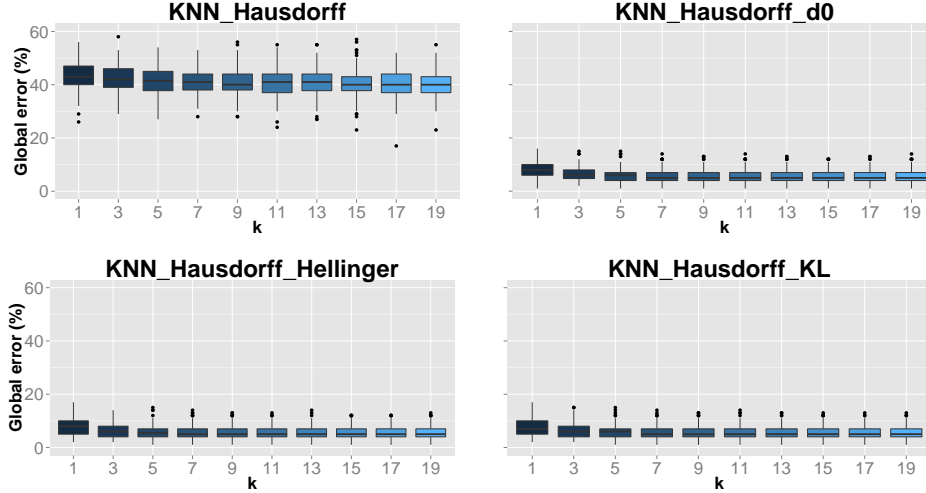 KNN_Hausdorff
KNN_Hausdorff_d0
Global error (%)
60
40
20
0
1 3 5 7 9 11 13 15 17 19
k
1 3 5 7 9 11 13 15 17 19
k
KNN_Hausdorff_Hellinger
KNN_Hausdorff_KL
Global error (%)
60
40
20
0
1 3 5 7 9 11 13 15 17 19
k
1 3 5 7 9 11 13 15 17 19
k